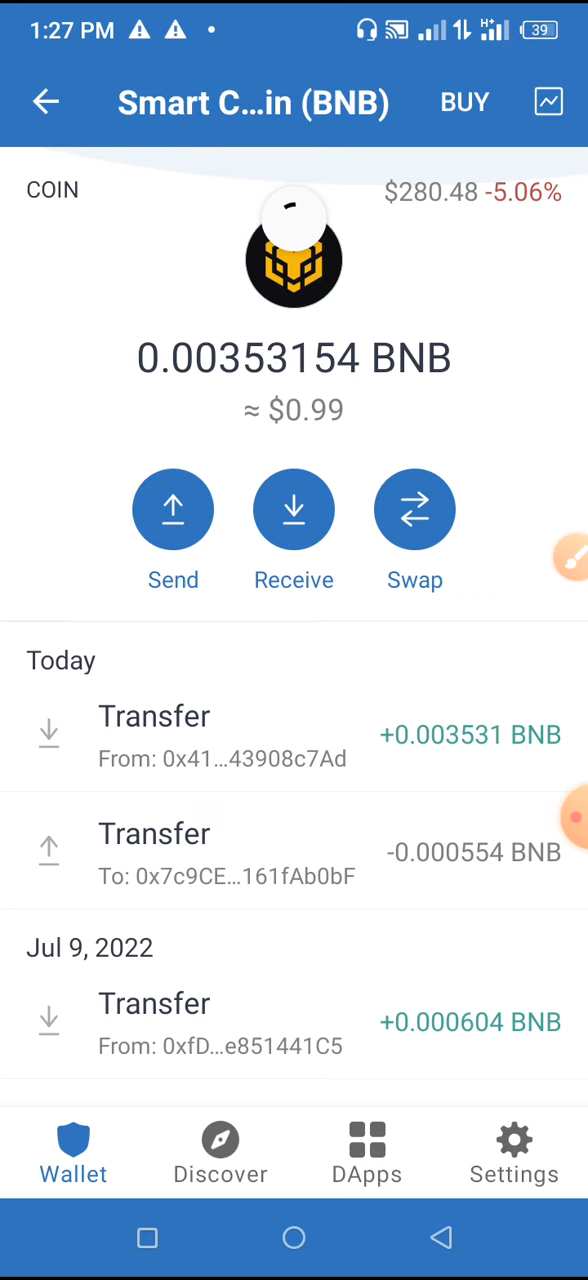 1:27 PM
H+
39
Smart C...in (BNB)
BUY
COIN
$280.48 -5.06%
0.00353154 BNB
≈ $0.99
Send
Receive
Swap
Today
Transfer
+0.003531 BNB
From: 0x41...43908c7Ad
Transfer
-0.000554 BNB
To: 0x7c9CE...161fAb0bF
Jul 9, 2022
Transfer
+0.000604 BNB
From: 0xfD...e851441C5
Wallet
Discover
DApps
Settings